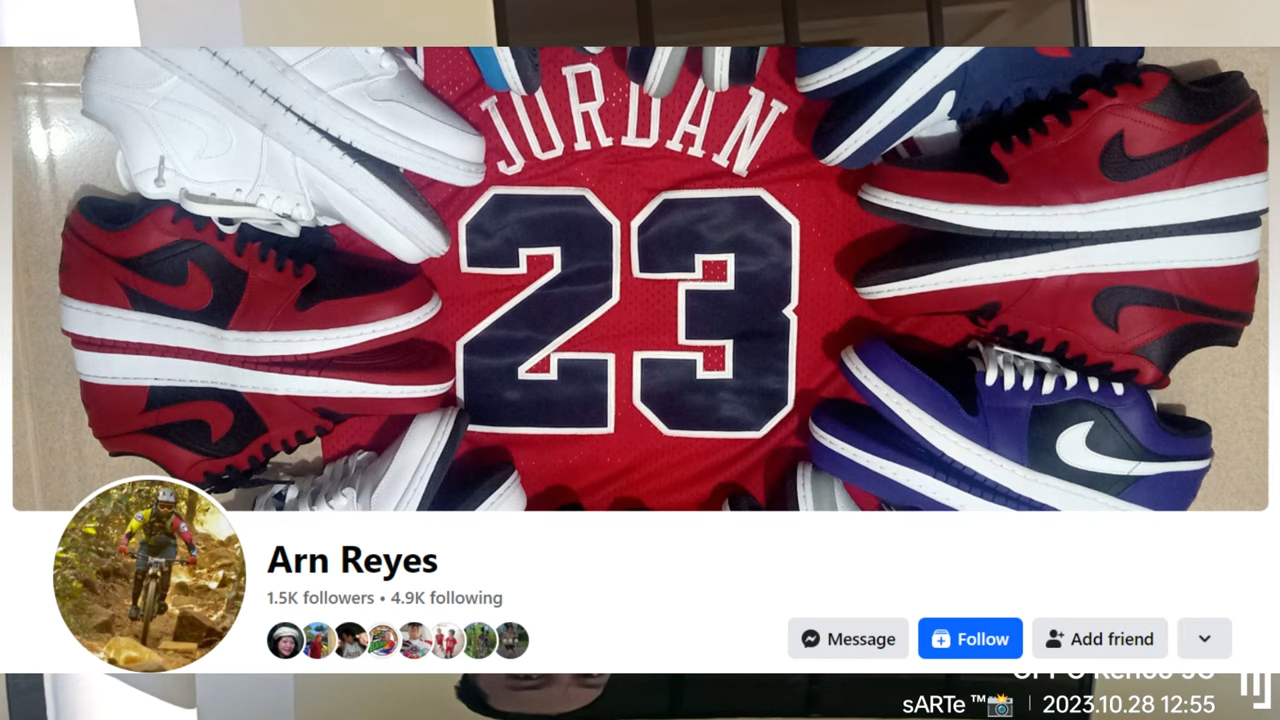 JORDAN
23
Arn Reyes
1.5K followers • 4.9K following
Message
Follow
Add friend
sARTe ™📸 | 2023.10.28 12:55